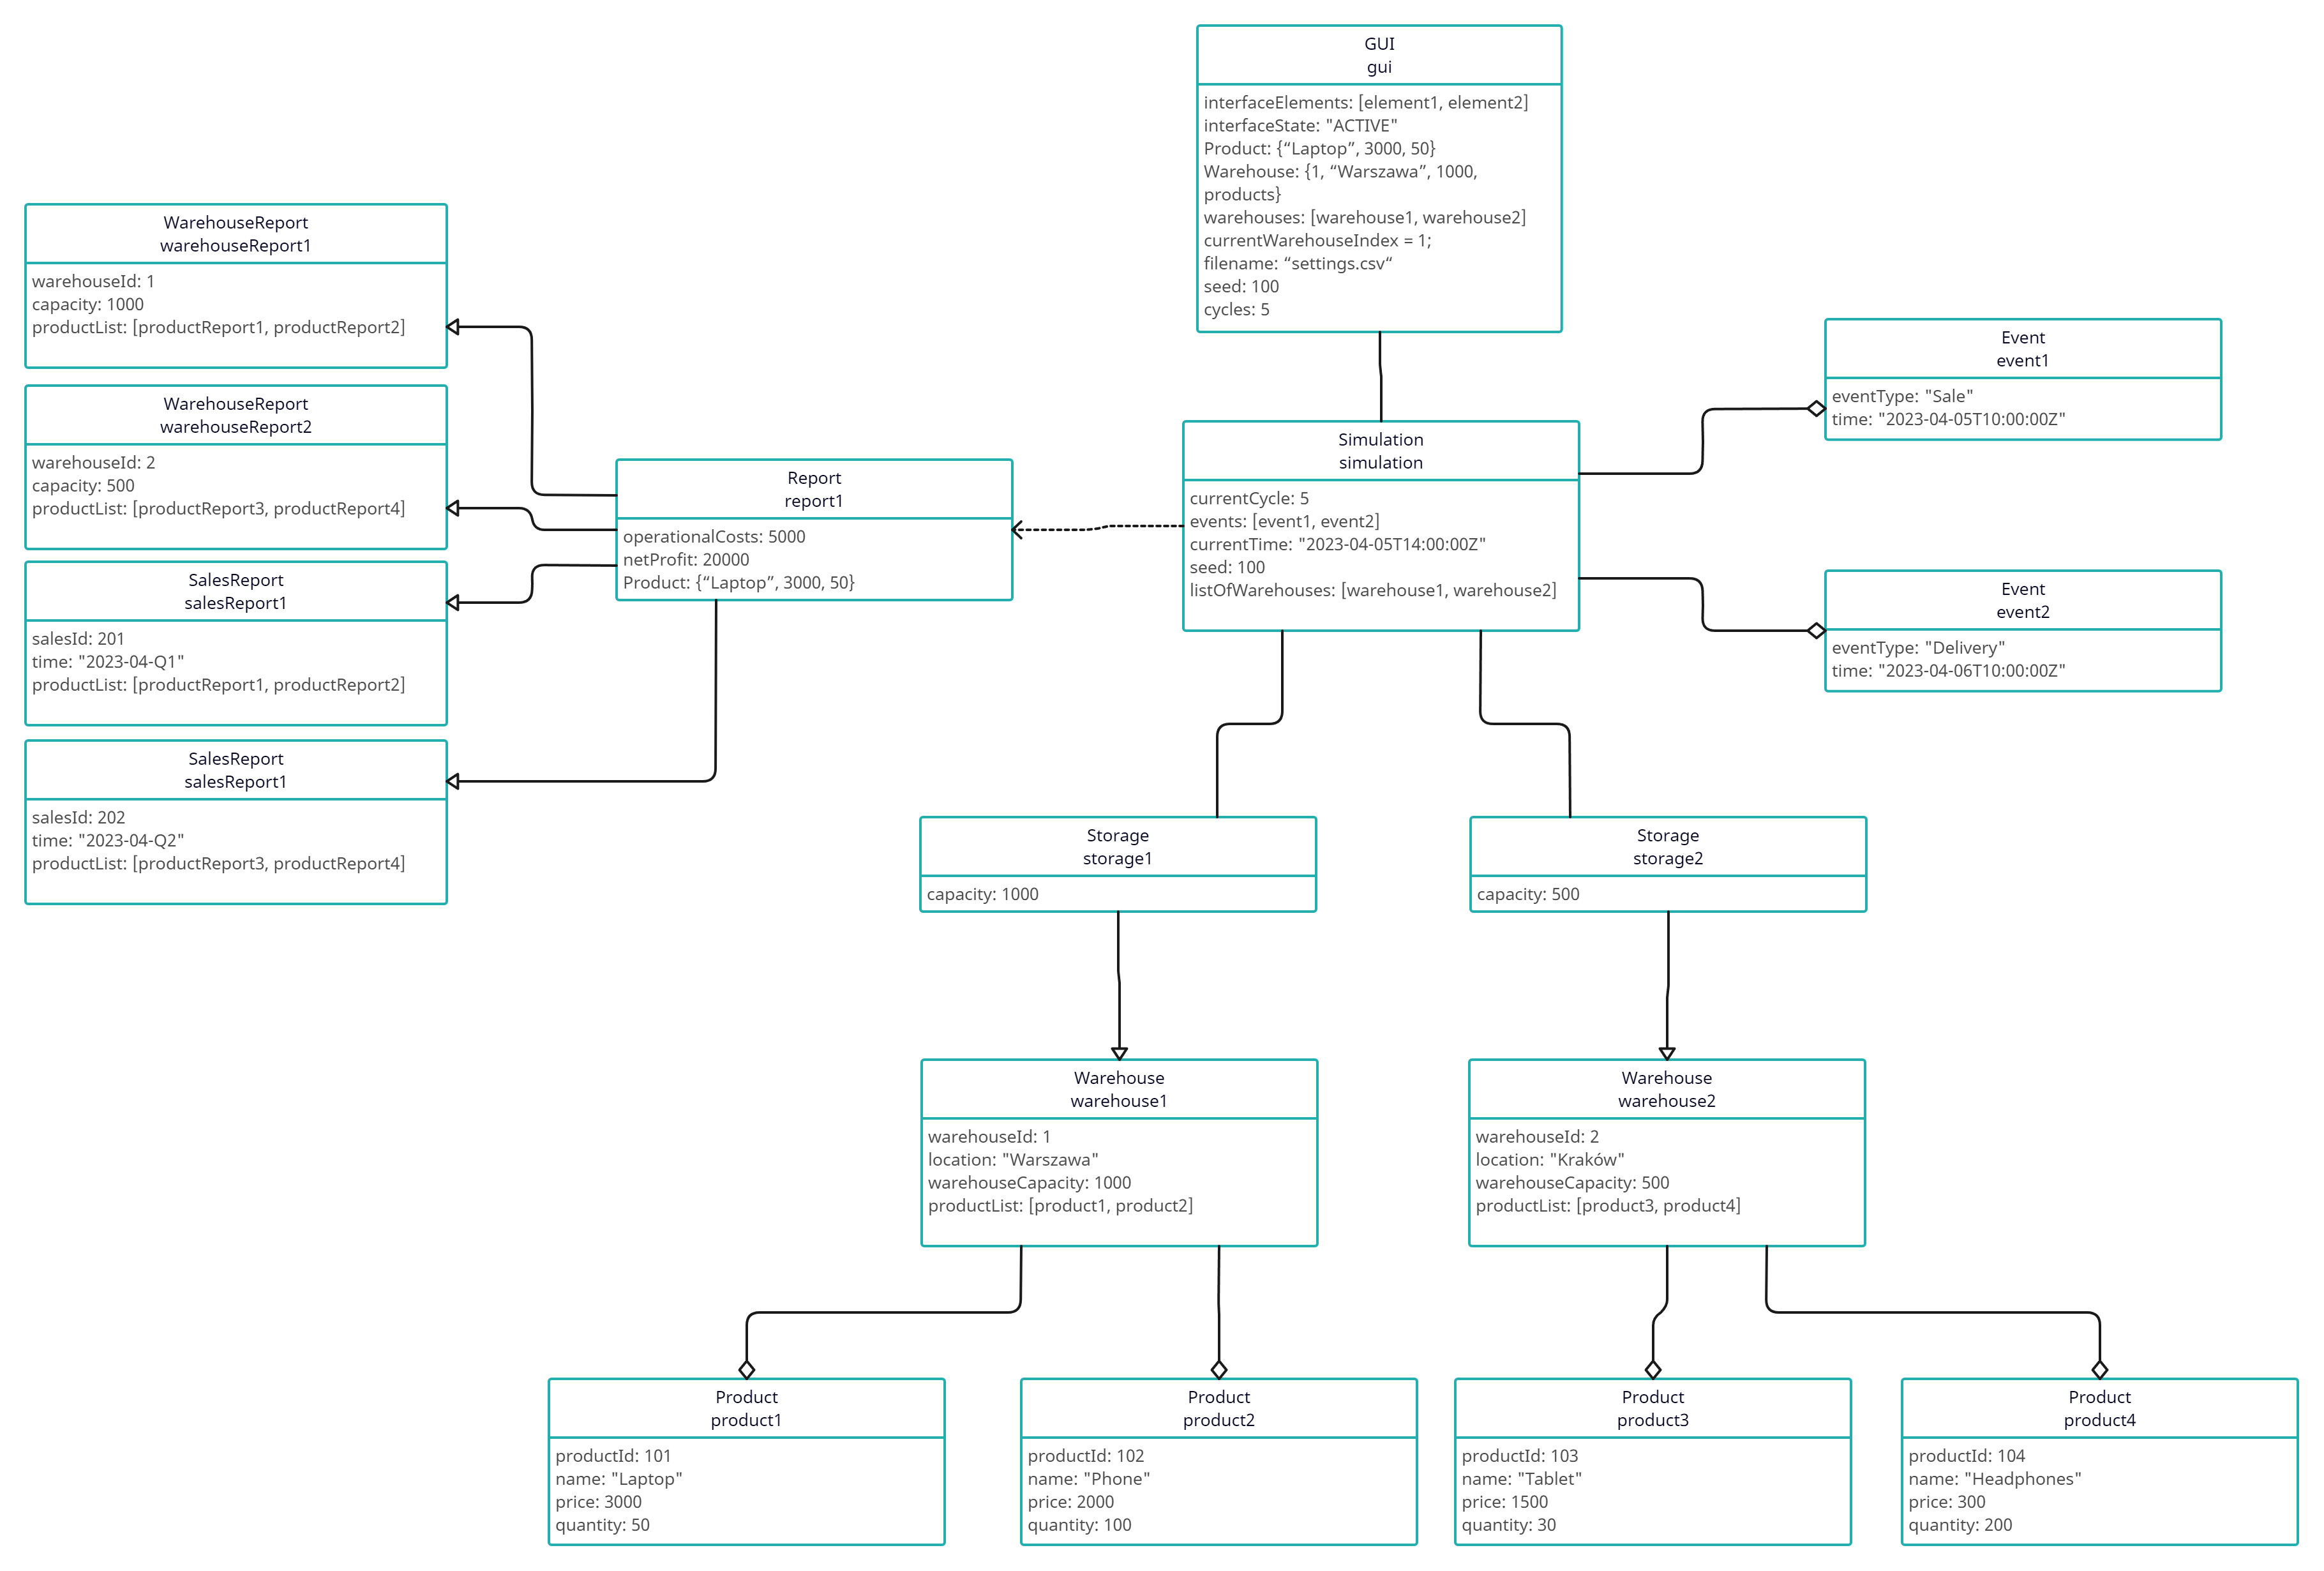 GUI
gui
interfaceElements: [element1, element2]
interfaceState: "ACTIVE"
Product: {“Laptop”, 3000, 50}
Warehouse: {1, “Warszawa”, 1000,
products}
warehouses: [warehouse1, warehouse2]
currentWarehouseIndex = 1;
filename: “settings.csv“
seed: 100
cycles: 5
WarehouseReport
warehouseReport1
warehouseId: 1
capacity: 1000
productList: [productReport1, productReport2]
WarehouseReport
warehouseReport2
warehouseId: 2
capacity: 500
productList: [productReport3, productReport4]
SalesReport
salesReport1
salesId: 201
time: "2023-04-Q1"
productList: [productReport1, productReport2]
SalesReport
salesReport1
salesId: 202
time: "2023-04-Q2"
productList: [productReport3, productReport4]
Report
report1
operationalCosts: 5000
netProfit: 20000
Product: {“Laptop”, 3000, 50}
Simulation
simulation
currentCycle: 5
events: [event1, event2]
currentTime: "2023-04-05T14:00:00Z"
seed: 100
listOfWarehouses: [warehouse1, warehouse2]
Event
event1
eventType: "Sale"
time: "2023-04-05T10:00:00Z"
Event
event2
eventType: "Delivery"
time: "2023-04-06T10:00:00Z"
Storage
storage1
capacity: 1000
Storage
storage2
capacity: 500
Warehouse
warehouse1
warehouseId: 1
location: "Warszawa"
warehouseCapacity: 1000
productList: [product1, product2]
Warehouse
warehouse2
warehouseId: 2
location: "Kraków"
warehouseCapacity: 500
productList: [product3, product4]
Product
product1
productId: 101
name: "Laptop"
price: 3000
quantity: 50
Product
product2
productId: 102
name: "Phone"
price: 2000
quantity: 100
Product
product3
productId: 103
name: "Tablet"
price: 1500
quantity: 30
Product
product4
productId: 104
name: "Headphones"
price: 300
quantity: 200